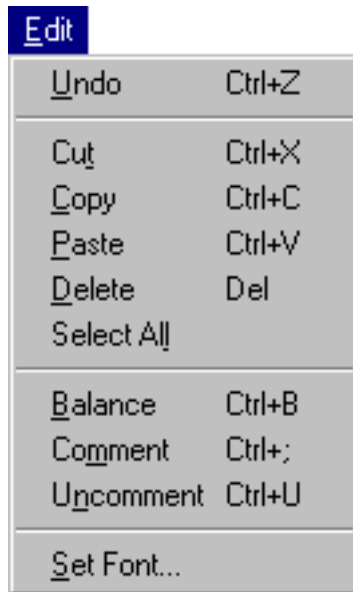 Edit
Undo Ctrl+Z
Cut Ctrl+X
Copy Ctrl+C
Paste Ctrl+V
Delete Del
Select All
Balance Ctrl+B
Comment Ctrl+;
Uncomment Ctrl+U
Set Font...